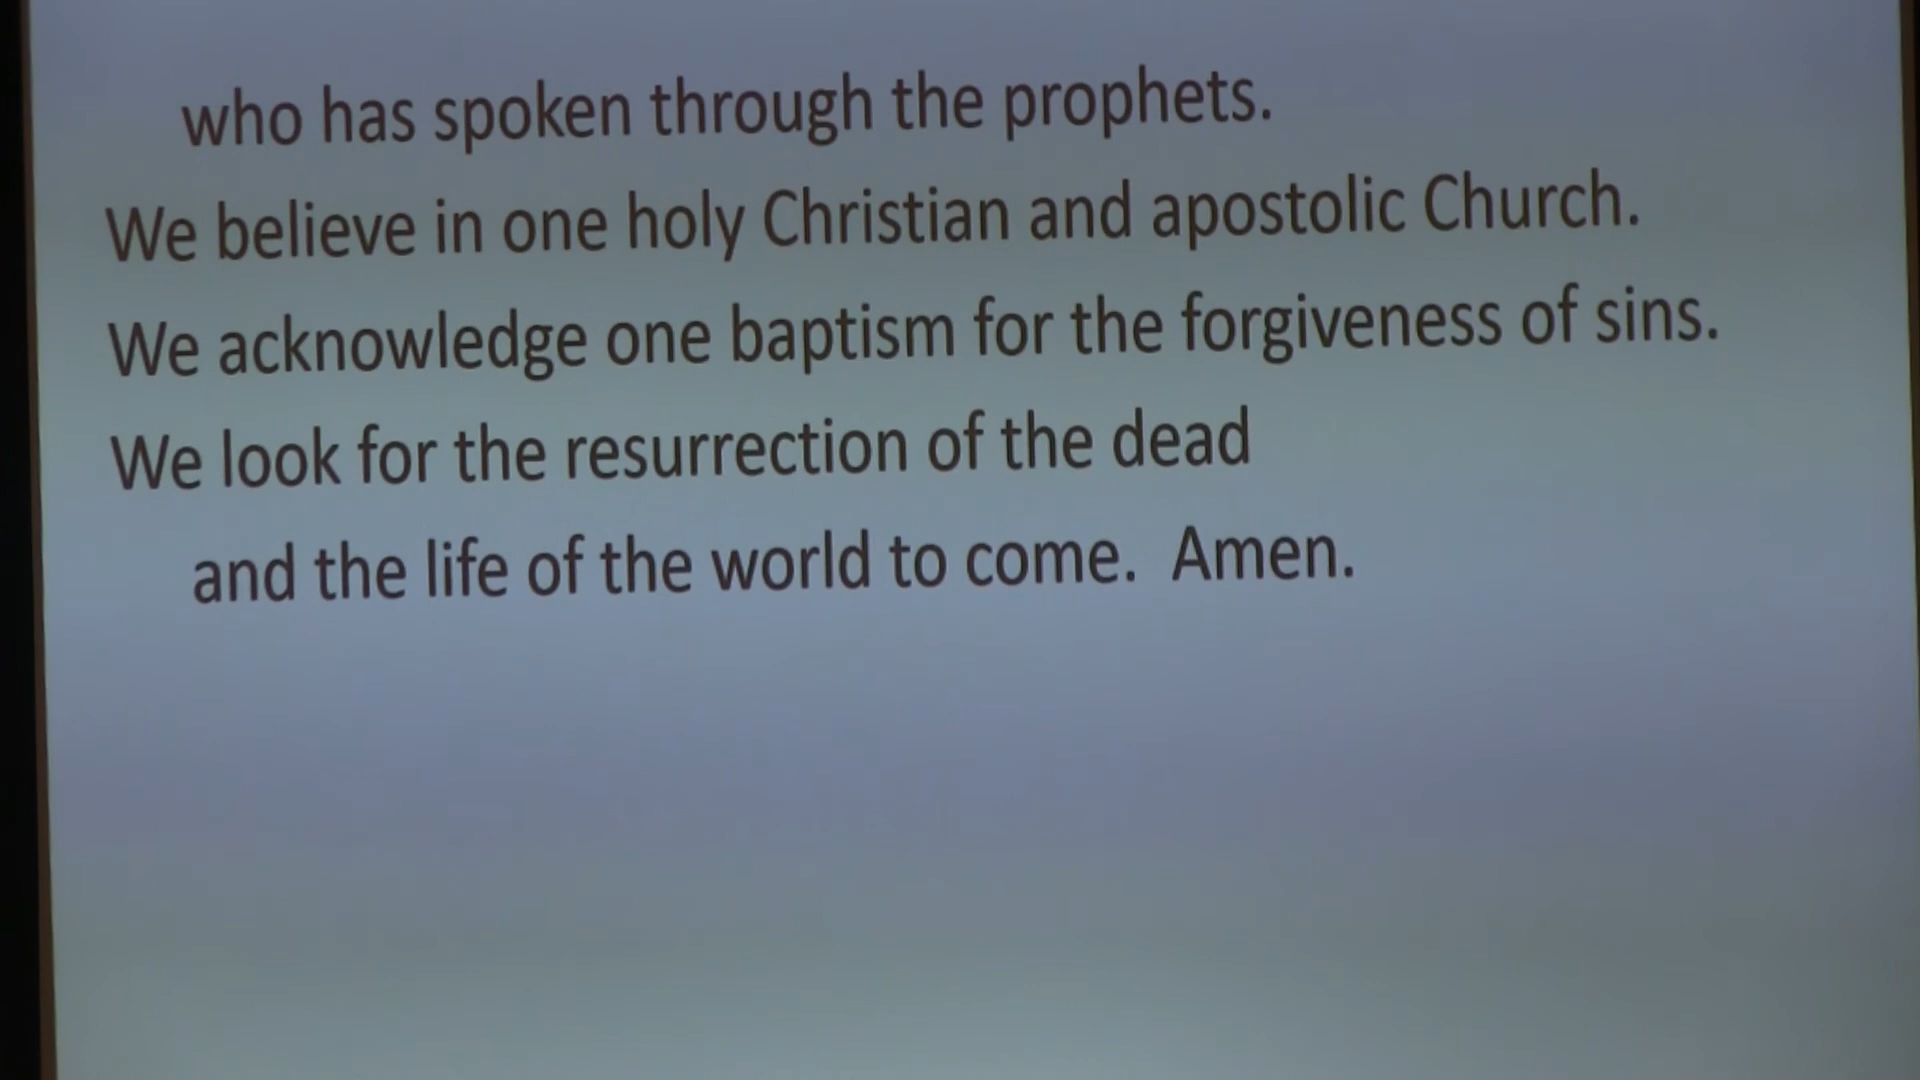 who has spoken through the prophets.
We believe in one holy Christian and apostolic Church.
We acknowledge one baptism for the forgiveness of sins.
We look for the resurrection of the dead
and the life of the world to come. Amen.